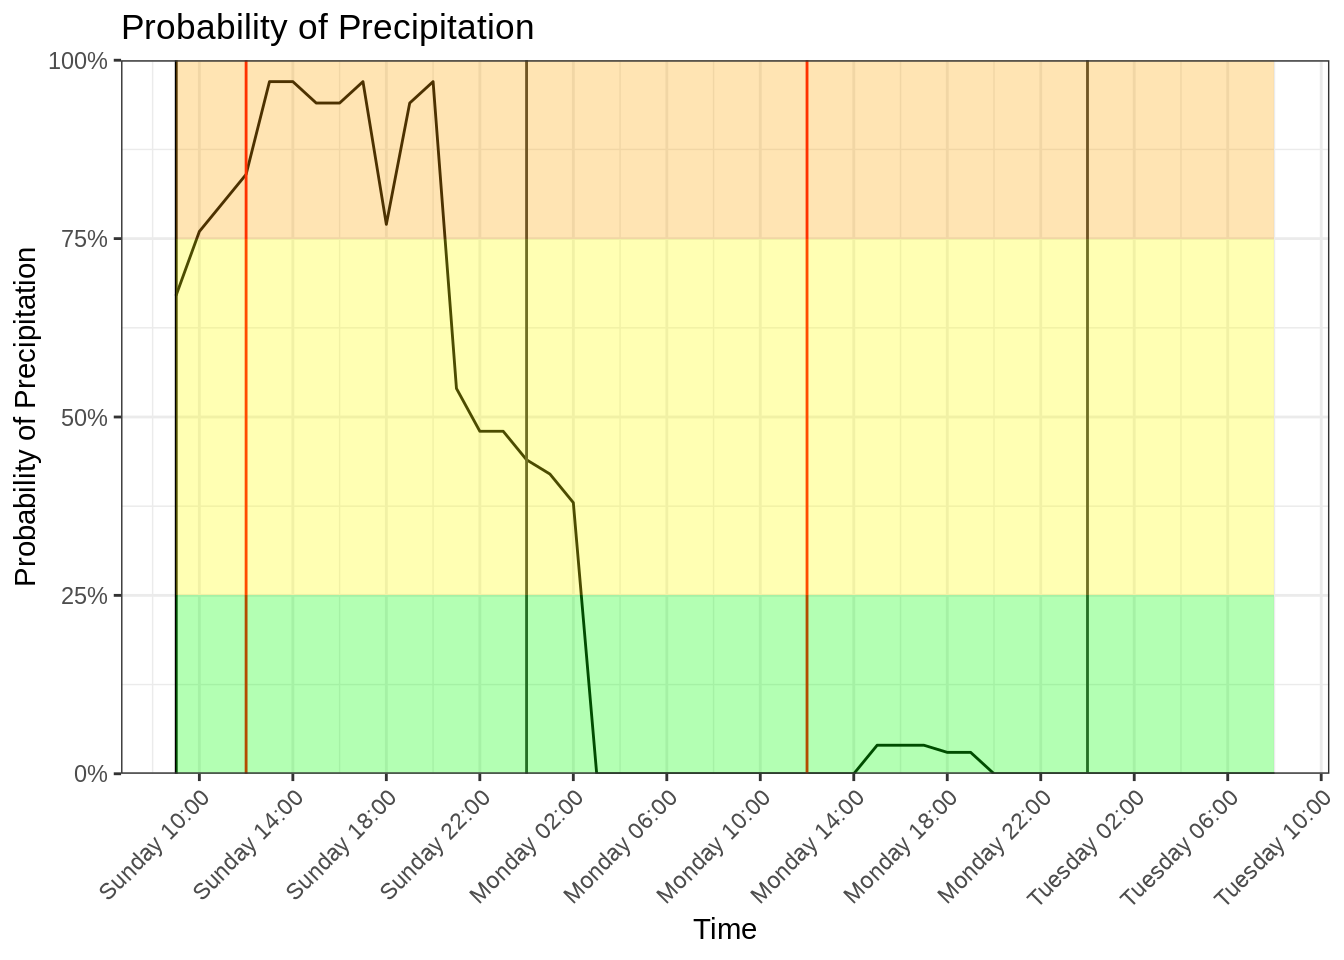 Probability of Precipitation
Probability of Precipitation
100%
75%
50%
25%
0%
Sunday 10:00
Sunday 14:00
Sunday 18:00
Sunday 22:00
Monday 02:00
Monday 06:00
Monday 10:00
Monday 14:00
Monday 18:00
Monday 22:00
Tuesday 02:00
Tuesday 06:00
Tuesday 10:00
Time